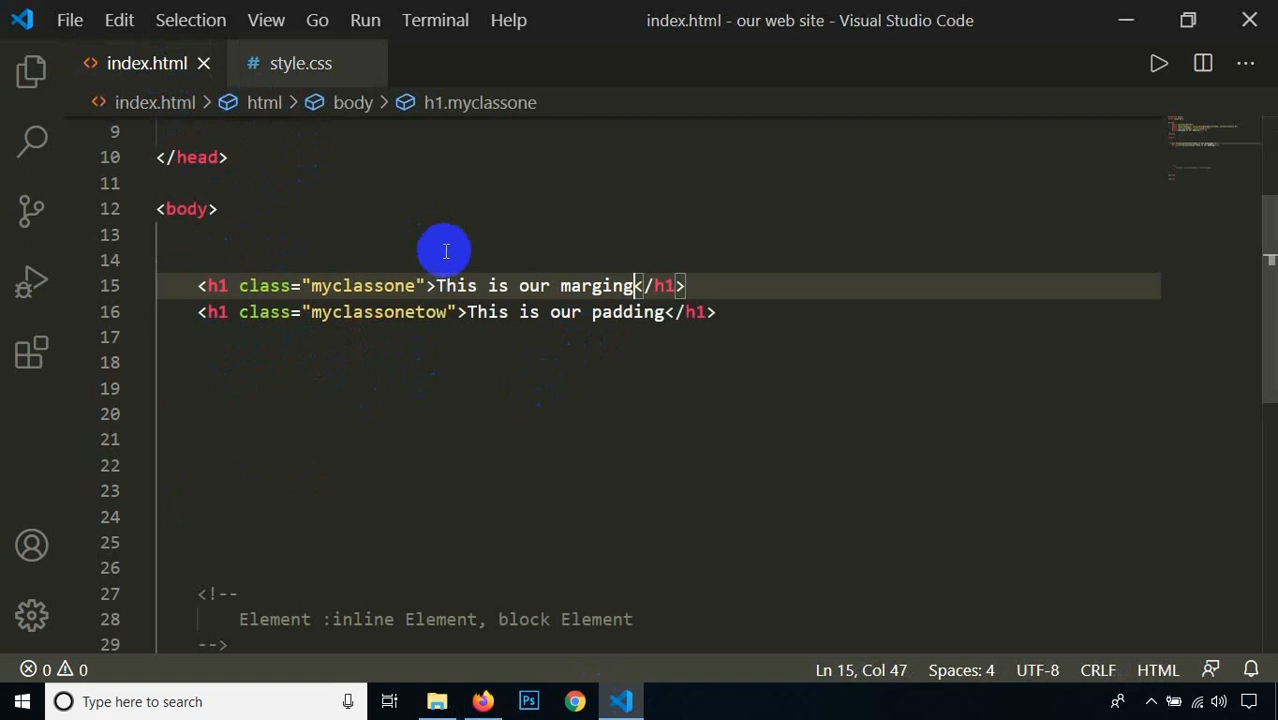 File Edit Selection View Go Run Terminal Help index.html - our web site - Visual Studio Code
index.html style.css
index.html > html > body > h1.myclassone
9
10 </head>
11
12 <body>
13
14
15 <h1 class="myclassone">This is our marging</h1>
16 <h1 class="myclassonetow">This is our padding</h1>
17
18
19
20
21
22
23
24
25
26
27 <!--
28 Element :inline Element, block Element
29 -->
0 0 Ln 15, Col 47 Spaces: 4 UTF-8 CRLF HTML
Type here to search Ps